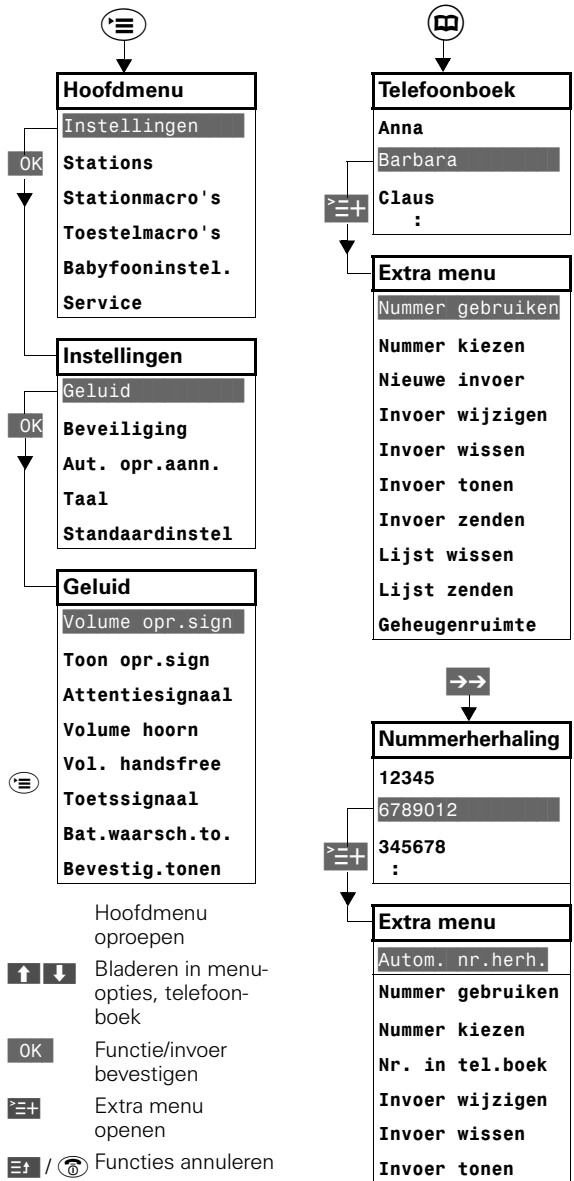 Hoofdmenu
Instellingen
OK
Stations
Stationmacro's
Toestelmacro's
Babyfooninstel.
Service
Instellingen
Geluid
OK
Beveiliging
Aut. opr.aann.
Taal
Standaardinstel
Geluid
Volume opr.sign
Toon opr.sign
Attentiesignaal
Volume hoorn
Vol. handsfree
Toetssignaal
Bat.waarsch.to.
Bevestig.tonen
Hoofdmenu
oproepen
Bladeren in menu-
opties, telefoon-
boek
OK Functie/invoer
bevestigen
Extra menu
openen
/ Functies annuleren
Telefoonboek
Anna
Barbara
Claus
:
Extra menu
Nummer gebruiken
Nummer kiezen
Nieuwe invoer
Invoer wijzigen
Invoer wissen
Invoer tonen
Invoer zenden
Lijst wissen
Lijst zenden
Geheugenruimte
Nummerherhaling
12345
6789012
345678
:
Extra menu
Autom. nr.herh.
Nummer gebruiken
Nummer kiezen
Nr. in tel.boek
Invoer wijzigen
Invoer wissen
Invoer tonen